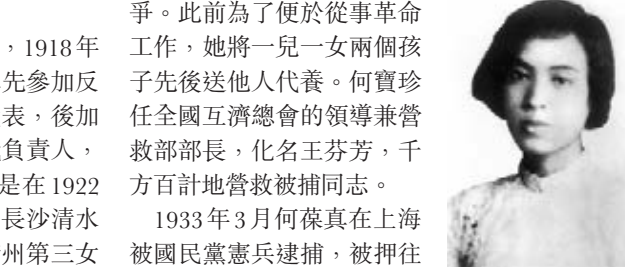 ，1918年
先參加反
表，後加
負責人，
是在1922
長沙清水
州第三女
爭。此前為了便於從事革命
工作，她將一兒一女兩個孩
子先後送他人代養。何寶珍
任全國互濟總會的領導兼營
救部部長，化名王芬芳，千
方百計地營救被捕同志。
1933年3月何葆真在上海
被國民黨憲兵逮捕，被押往